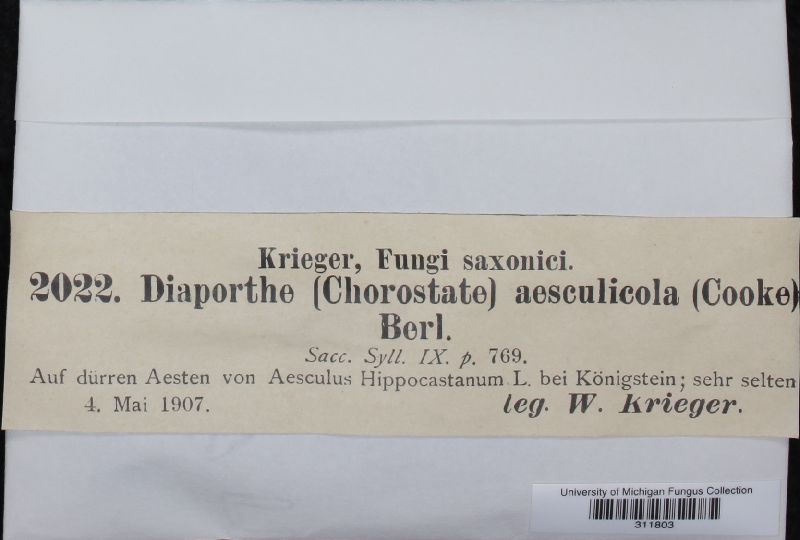 Krieger, Fungi saxonici.
2022. Diaporthe (Chorostate) aesculicola (Cooke)
Berl.
Sacc. Syll. IX. p. 769.
Auf dürren Aesten von Aesculus Hippocastanum L. bei Königstein; sehr selten
4. Mai 1907.
leg. W. Krieger.
University of Michigan Fungus Collection
311803